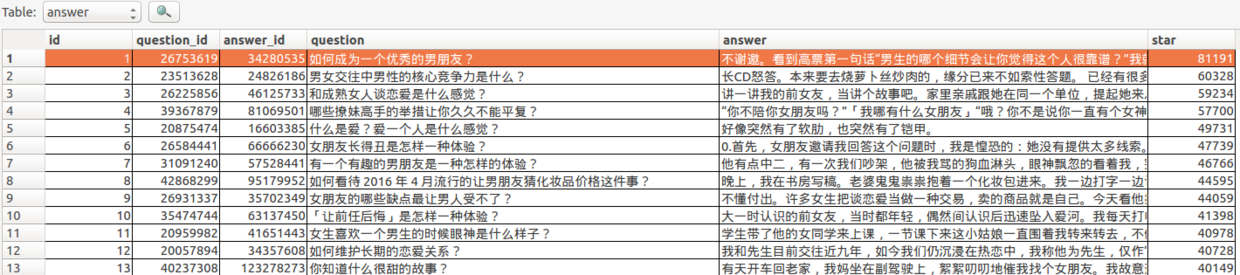 Table: answer
id question_id answer_id question answer star
1 1 26753619 34280535 如何成为一个优秀的男朋友？ 不谢邀。看到高票第一句话"男生的哪个细节会让你觉得这个人很靠谱？"我 81191
2 2 23513628 24826186 男女交往中男性的核心竞争力是什么？ 长CD怒答。本来要去烧萝卜丝炒肉的，缘分已来不如索性答题。 已经有很多 60328
3 3 26225856 46125733 和成熟女人谈恋爱是什么感觉？ 讲一讲我的前女友，当讲个故事吧。家里亲戚跟她在同一个单位，提起她来 59234
4 4 39367879 81069501 哪些撩妹高手的举措让你久久不能平复？ "你不陪你女朋友吗？"「我哪有什么女朋友」"哦？你不是说你一直有个女神 57700
5 5 20875474 16603385 什么是爱？爱一个人是什么感觉？ 好像突然有了软肋，也突然有了铠甲。 49731
6 6 26584441 66666230 女朋友长得丑是怎样一种体验？ 0.首先，女朋友邀请我回答这个问题时，我是惶恐的：她没有提供太多线索。 47739
7 7 31091240 57528441 有一个有趣的男朋友是一种怎样的体验？ 他有点中二，有一次我们吵架，他被我骂的狗血淋头，眼神飘忽的看着我， 46766
8 8 42868299 95179952 如何看待 2016 年 4 月流行的让男朋友猜化妆品价格这件事？ 晚上，我在书房写稿。老婆鬼鬼祟祟抱着一个化妆包进来。我一边打字一边 44595
9 9 26931337 35702349 女朋友的哪些缺点最让男人受不了？ 不懂付出。许多女生把谈恋爱当做一种交易，卖的商品就是自己。今天看他 44059
10 10 35474744 63137450 「让前任后悔」是怎样一种体验？ 大一时认识的前女友，当时都年轻，偶然间认识后迅速坠入爱河。我每天打 41398
11 11 20959982 41651443 女生喜欢一个男生的时候眼神是什么样子？ 学生带了他的女同学来上课，一节课下来这小姑娘一直围着我转来转去，不 40978
12 12 20057894 34357608 如何维护长期的恋爱关系？ 我和先生目前交往近九年，如今我们仍沉浸在热恋中，我称他为先生，仅作 40728
13 13 40237308 123278273 你知道什么很甜的故事？ 有天开车回老家，我妈坐在副驾驶上，絮絮叨叨地催我找个女朋友。我故意 40149